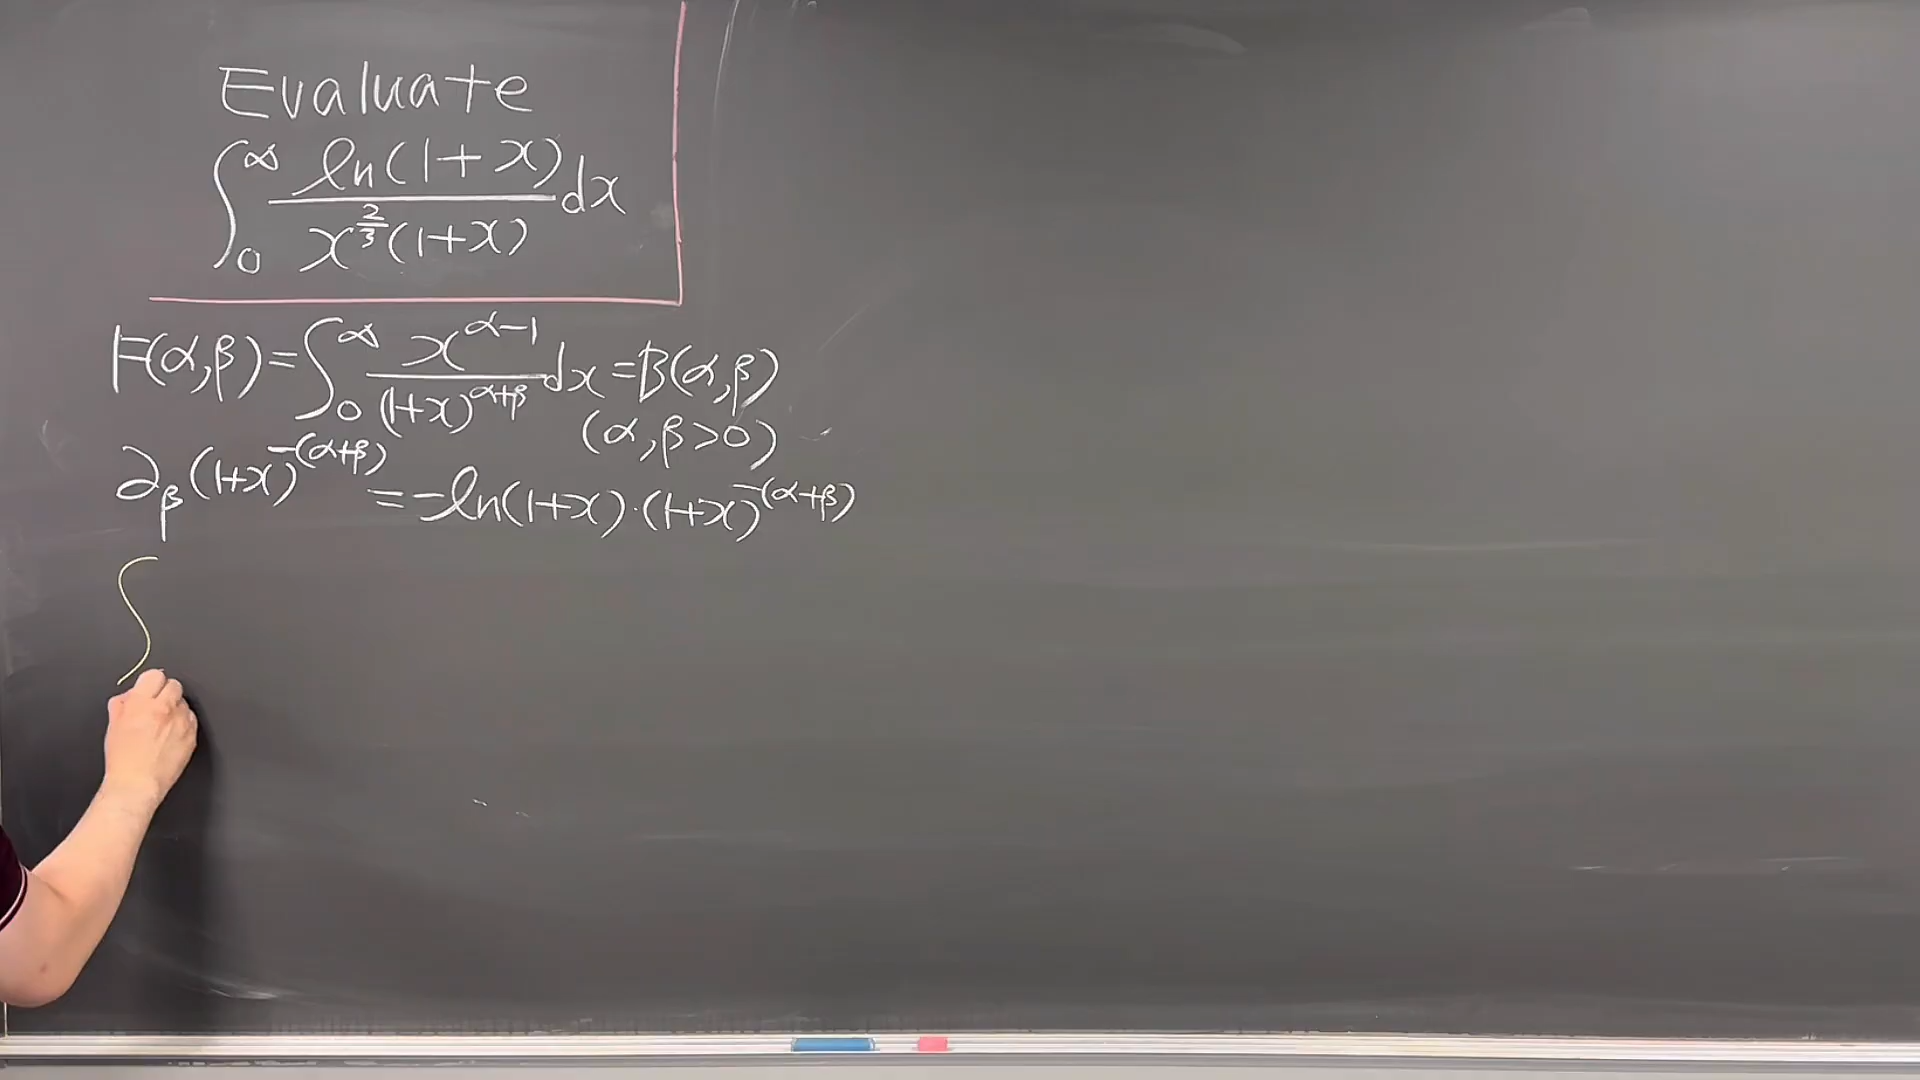 Evaluate
∫₀^∞ ln(1+x) / (x^(2/3)(1+x)) dx
F(α,β)=∫₀^∞ x^(α-1) / (1+x)^(α+β) dx = B(α,β)
(α,β>0)
∂_β(1+x)^-(α+β) = -ln(1+x)·(1+x)^-(α+β)
∫